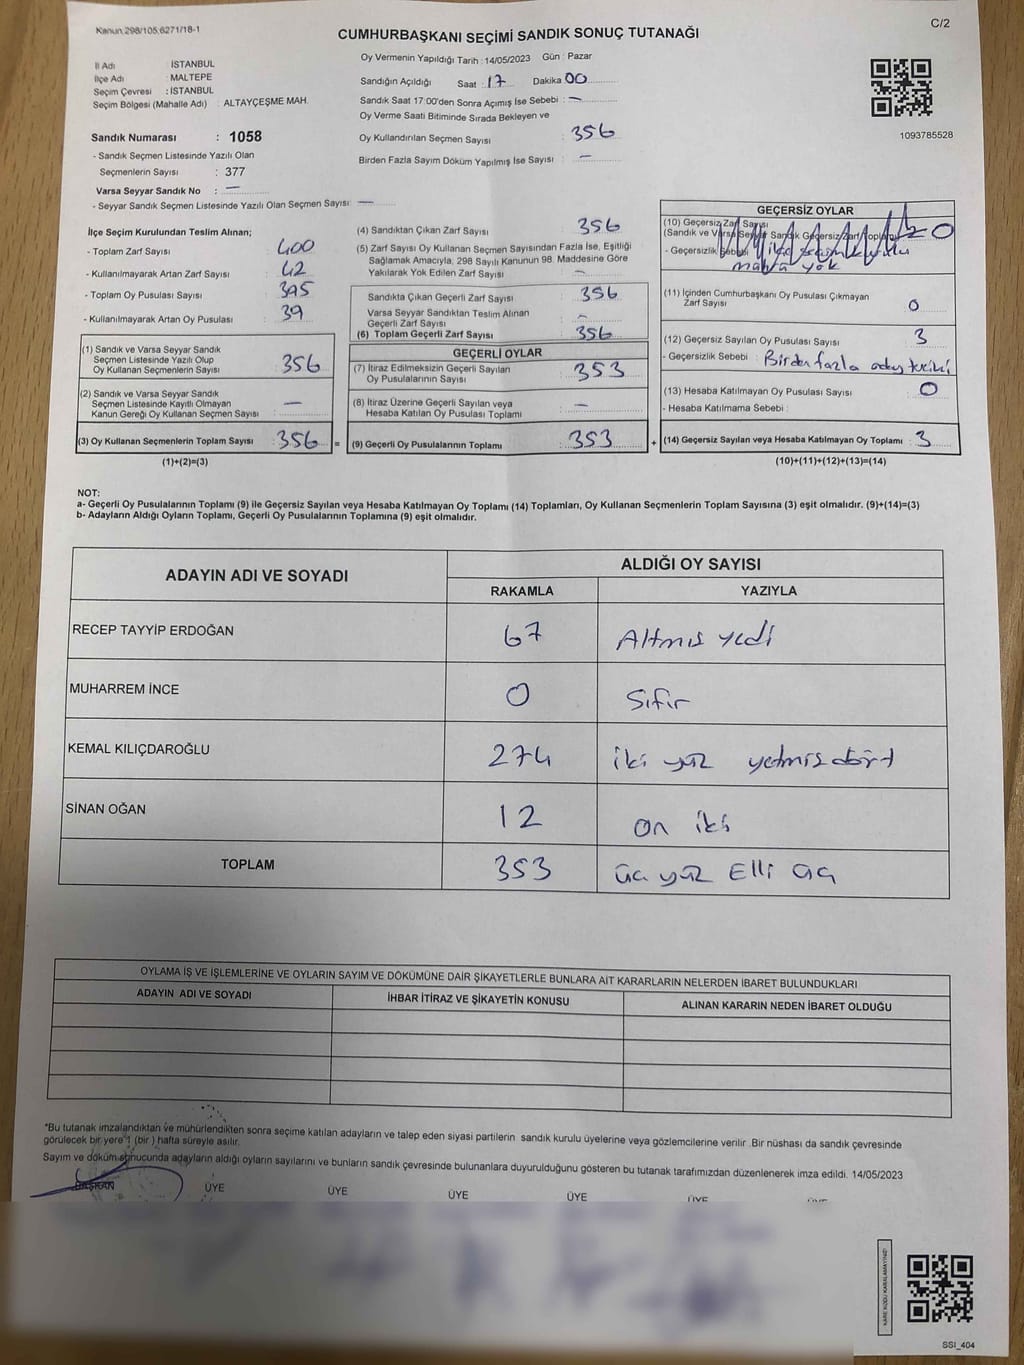 Kanun.298/105,6271/18-1
C/2
CUMHURBAŞKANI SEÇİMİ SANDIK SONUÇ TUTANAĞI
İl Adı : İSTANBUL
İlçe Adı : MALTEPE
Seçim Çevresi : İSTANBUL
Seçim Bölgesi (Mahalle Adı) : ALTAYÇEŞME MAH.
Sandık Numarası : 1058
- Sandık Seçmen Listesinde Yazılı Olan
Seçmenlerin Sayısı : 377
Varsa Seyyar Sandık No : —
- Seyyar Sandık Seçmen Listesinde Yazılı Olan Seçmen Sayısı : —
Oy Vermenin Yapıldığı Tarih : 14/05/2023 Gün : Pazar
Sandığın Açıldığı Saat : 17 Dakika 00
Sandık Saat 17:00'den Sonra Açımış İse Sebebi : —
Oy Verme Saati Bitiminde Sırada Bekleyen ve
Oy Kullandırılan Seçmen Sayısı : 356
Birden Fazla Sayım Döküm Yapılmış İse Sayısı : —
1093785528
İlçe Seçim Kurulundan Teslim Alınan;
- Toplam Zarf Sayısı : 400
- Kullanılmayarak Artan Zarf Sayısı : 42
- Toplam Oy Pusulası Sayısı : 395
- Kullanılmayarak Artan Oy Pusulası : 39
(1) Sandık ve Varsa Seyyar Sandık
Seçmen Listesinde Yazılı Olup
Oy Kullanan Seçmenlerin Sayısı : 356
(2) Sandık ve Varsa Seyyar Sandık
Seçmen Listesinde Kayıtlı Olmayan
Kanun Gereği Oy Kullanan Seçmen Sayısı : —
(3) Oy Kullanan Seçmenlerin Toplam Sayısı : 356 =
(1)+(2)=(3)
(4) Sandıktan Çıkan Zarf Sayısı : 356
(5) Zarf Sayısı Oy Kullanan Seçmen Sayısından Fazla İse, Eşitliği
Sağlamak Amacıyla, 298 Sayılı Kanunun 98. Maddesine Göre
Yakılarak Yok Edilen Zarf Sayısı : —
Sandıkta Çıkan Geçerli Zarf Sayısı : 356
Varsa Seyyar Sandıktan Teslim Alınan
Geçerli Zarf Sayısı : —
(6) Toplam Geçerli Zarf Sayısı : 356
GEÇERLİ OYLAR
(7) İtiraz Edilmeksizin Geçerli Sayılan
Oy Pusulalarının Sayısı : 353
(8) İtiraz Üzerine Geçerli Sayılan veya
Hesaba Katılan Oy Pusulası Toplamı : —
(9) Geçerli Oy Pusulalarının Toplamı : 353 +
GEÇERSİZ OYLAR
(10) Geçersiz Zarf Sayısı
(Sandık ve Varsa Seyyar Sandık Geçersiz Zarf Toplamı) 0
- Geçersizlik Sebebi :
mahva yok
(11) İçinden Cumhurbaşkanı Oy Pusulası Çıkmayan
Zarf Sayısı : 0
(12) Geçersiz Sayılan Oy Pusulası Sayısı : 3
- Geçersizlik Sebebi : Birden fazla aday tercihi
(13) Hesaba Katılmayan Oy Pusulası Sayısı : 0
- Hesaba Katılmama Sebebi :
(14) Geçersiz Sayılan veya Hesaba Katılmayan Oy Toplamı : 3
(10)+(11)+(12)+(13)=(14)
NOT:
a- Geçerli Oy Pusulalarının Toplamı (9) ile Geçersiz Sayılan veya Hesaba Katılmayan Oy Toplamı (14) Toplamları, Oy Kullanan Seçmenlerin Toplam Sayısına (3) eşit olmalıdır. (9)+(14)=(3)
b- Adayların Aldığı Oyların Toplamı, Geçerli Oy Pusulalarının Toplamına (9) eşit olmalıdır.
ADAYIN ADI VE SOYADI
ALDIĞI OY SAYISI
RAKAMLA YAZIYLA
RECEP TAYYİP ERDOĞAN 67 Altmış yedi
MUHARREM İNCE 0 Sıfır
KEMAL KILIÇDAROĞLU 274 iki yüz yetmiş dört
SİNAN OĞAN 12 on iki
TOPLAM 353 üç yüz Elli üç
OYLAMA İŞ VE İŞLEMLERİNE VE OYLARIN SAYIM VE DÖKÜMÜNE DAİR ŞİKAYETLERLE BUNLARA AİT KARARLARIN NELERDEN İBARET BULUNDUKLARI
ADAYIN ADI VE SOYADI İHBAR İTİRAZ VE ŞİKAYETİN KONUSU ALINAN KARARIN NEDEN İBARET OLDUĞU
*Bu tutanak imzalandıktan ve mühürlendikten sonra seçime katılan adayların ve talep eden siyasi partilerin sandık kurulu üyelerine veya gözlemcilerine verilir .Bir nüshası da sandık çevresinde
görülecek bir yere 1 (bir ) hafta süreyle asılır.
Sayım ve döküm sonucunda adayların aldığı oyların sayılarını ve bunların sandık çevresinde bulunanlara duyurulduğunu gösteren bu tutanak tarafımızdan düzenlenerek imza edildi. 14/05/2023
BAŞKAN ÜYE ÜYE ÜYE ÜYE ÜYE ÜYE
KARE KODU KARALAMAYINIZ!
SSI_404